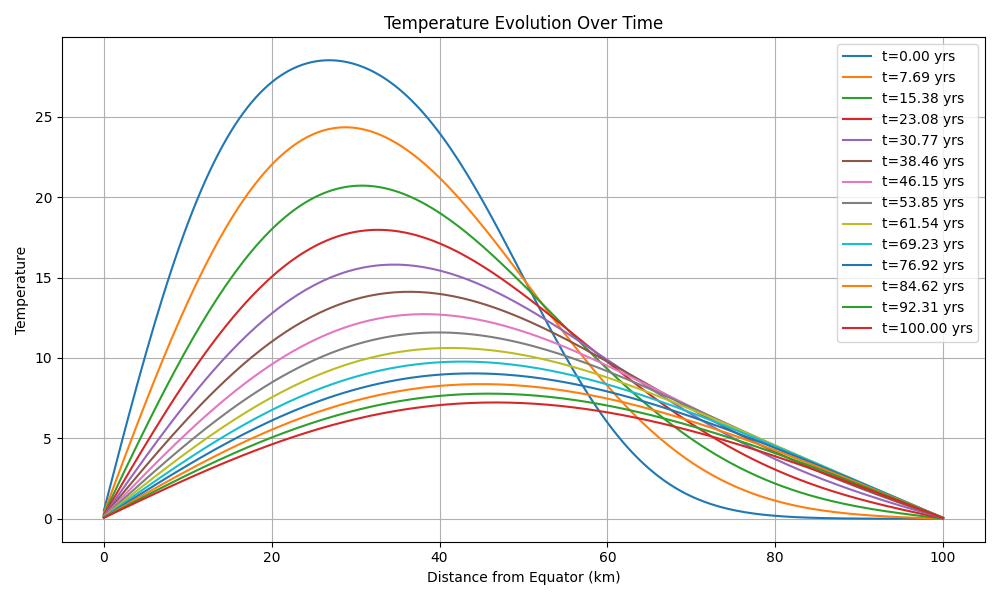 Temperature Evolution Over Time
t=0.00 yrs
t=7.69 yrs
t=15.38 yrs
t=23.08 yrs
t=30.77 yrs
t=38.46 yrs
t=46.15 yrs
t=53.85 yrs
t=61.54 yrs
t=69.23 yrs
t=76.92 yrs
t=84.62 yrs
t=92.31 yrs
t=100.00 yrs
Temperature
25
20
15
10
5
0
0 20 40 60 80 100
Distance from Equator (km)